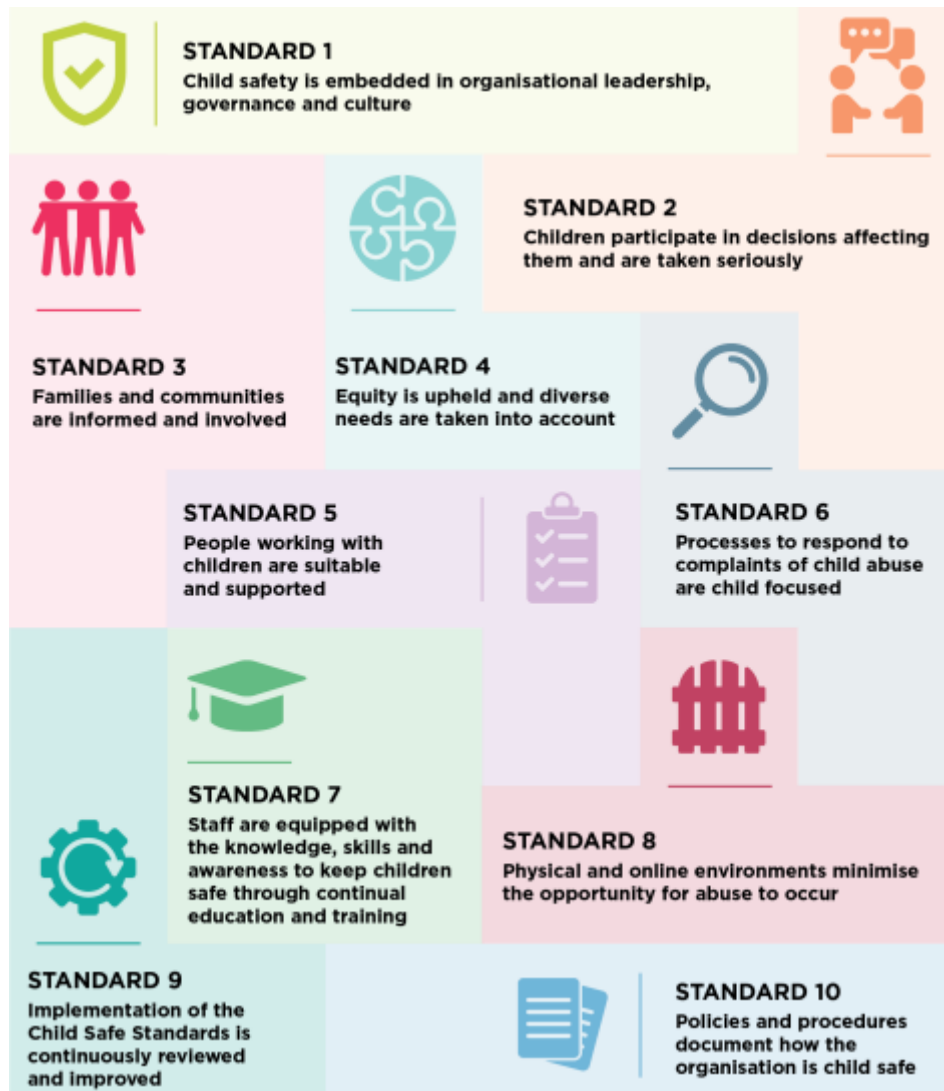 STANDARD 1
Child safety is embedded in organisational leadership,
governance and culture
STANDARD 2
Children participate in decisions affecting
them and are taken seriously
STANDARD 3
Families and communities
are informed and involved
STANDARD 4
Equity is upheld and diverse
needs are taken into account
STANDARD 5
People working with
children are suitable
and supported
STANDARD 6
Processes to respond to
complaints of child abuse
are child focused
STANDARD 7
Staff are equipped with
the knowledge, skills and
awareness to keep children
safe through continual
education and training
STANDARD 8
Physical and online environments minimise
the opportunity for abuse to occur
STANDARD 9
Implementation of the
Child Safe Standards is
continuously reviewed
and improved
STANDARD 10
Policies and procedures
document how the
organisation is child safe